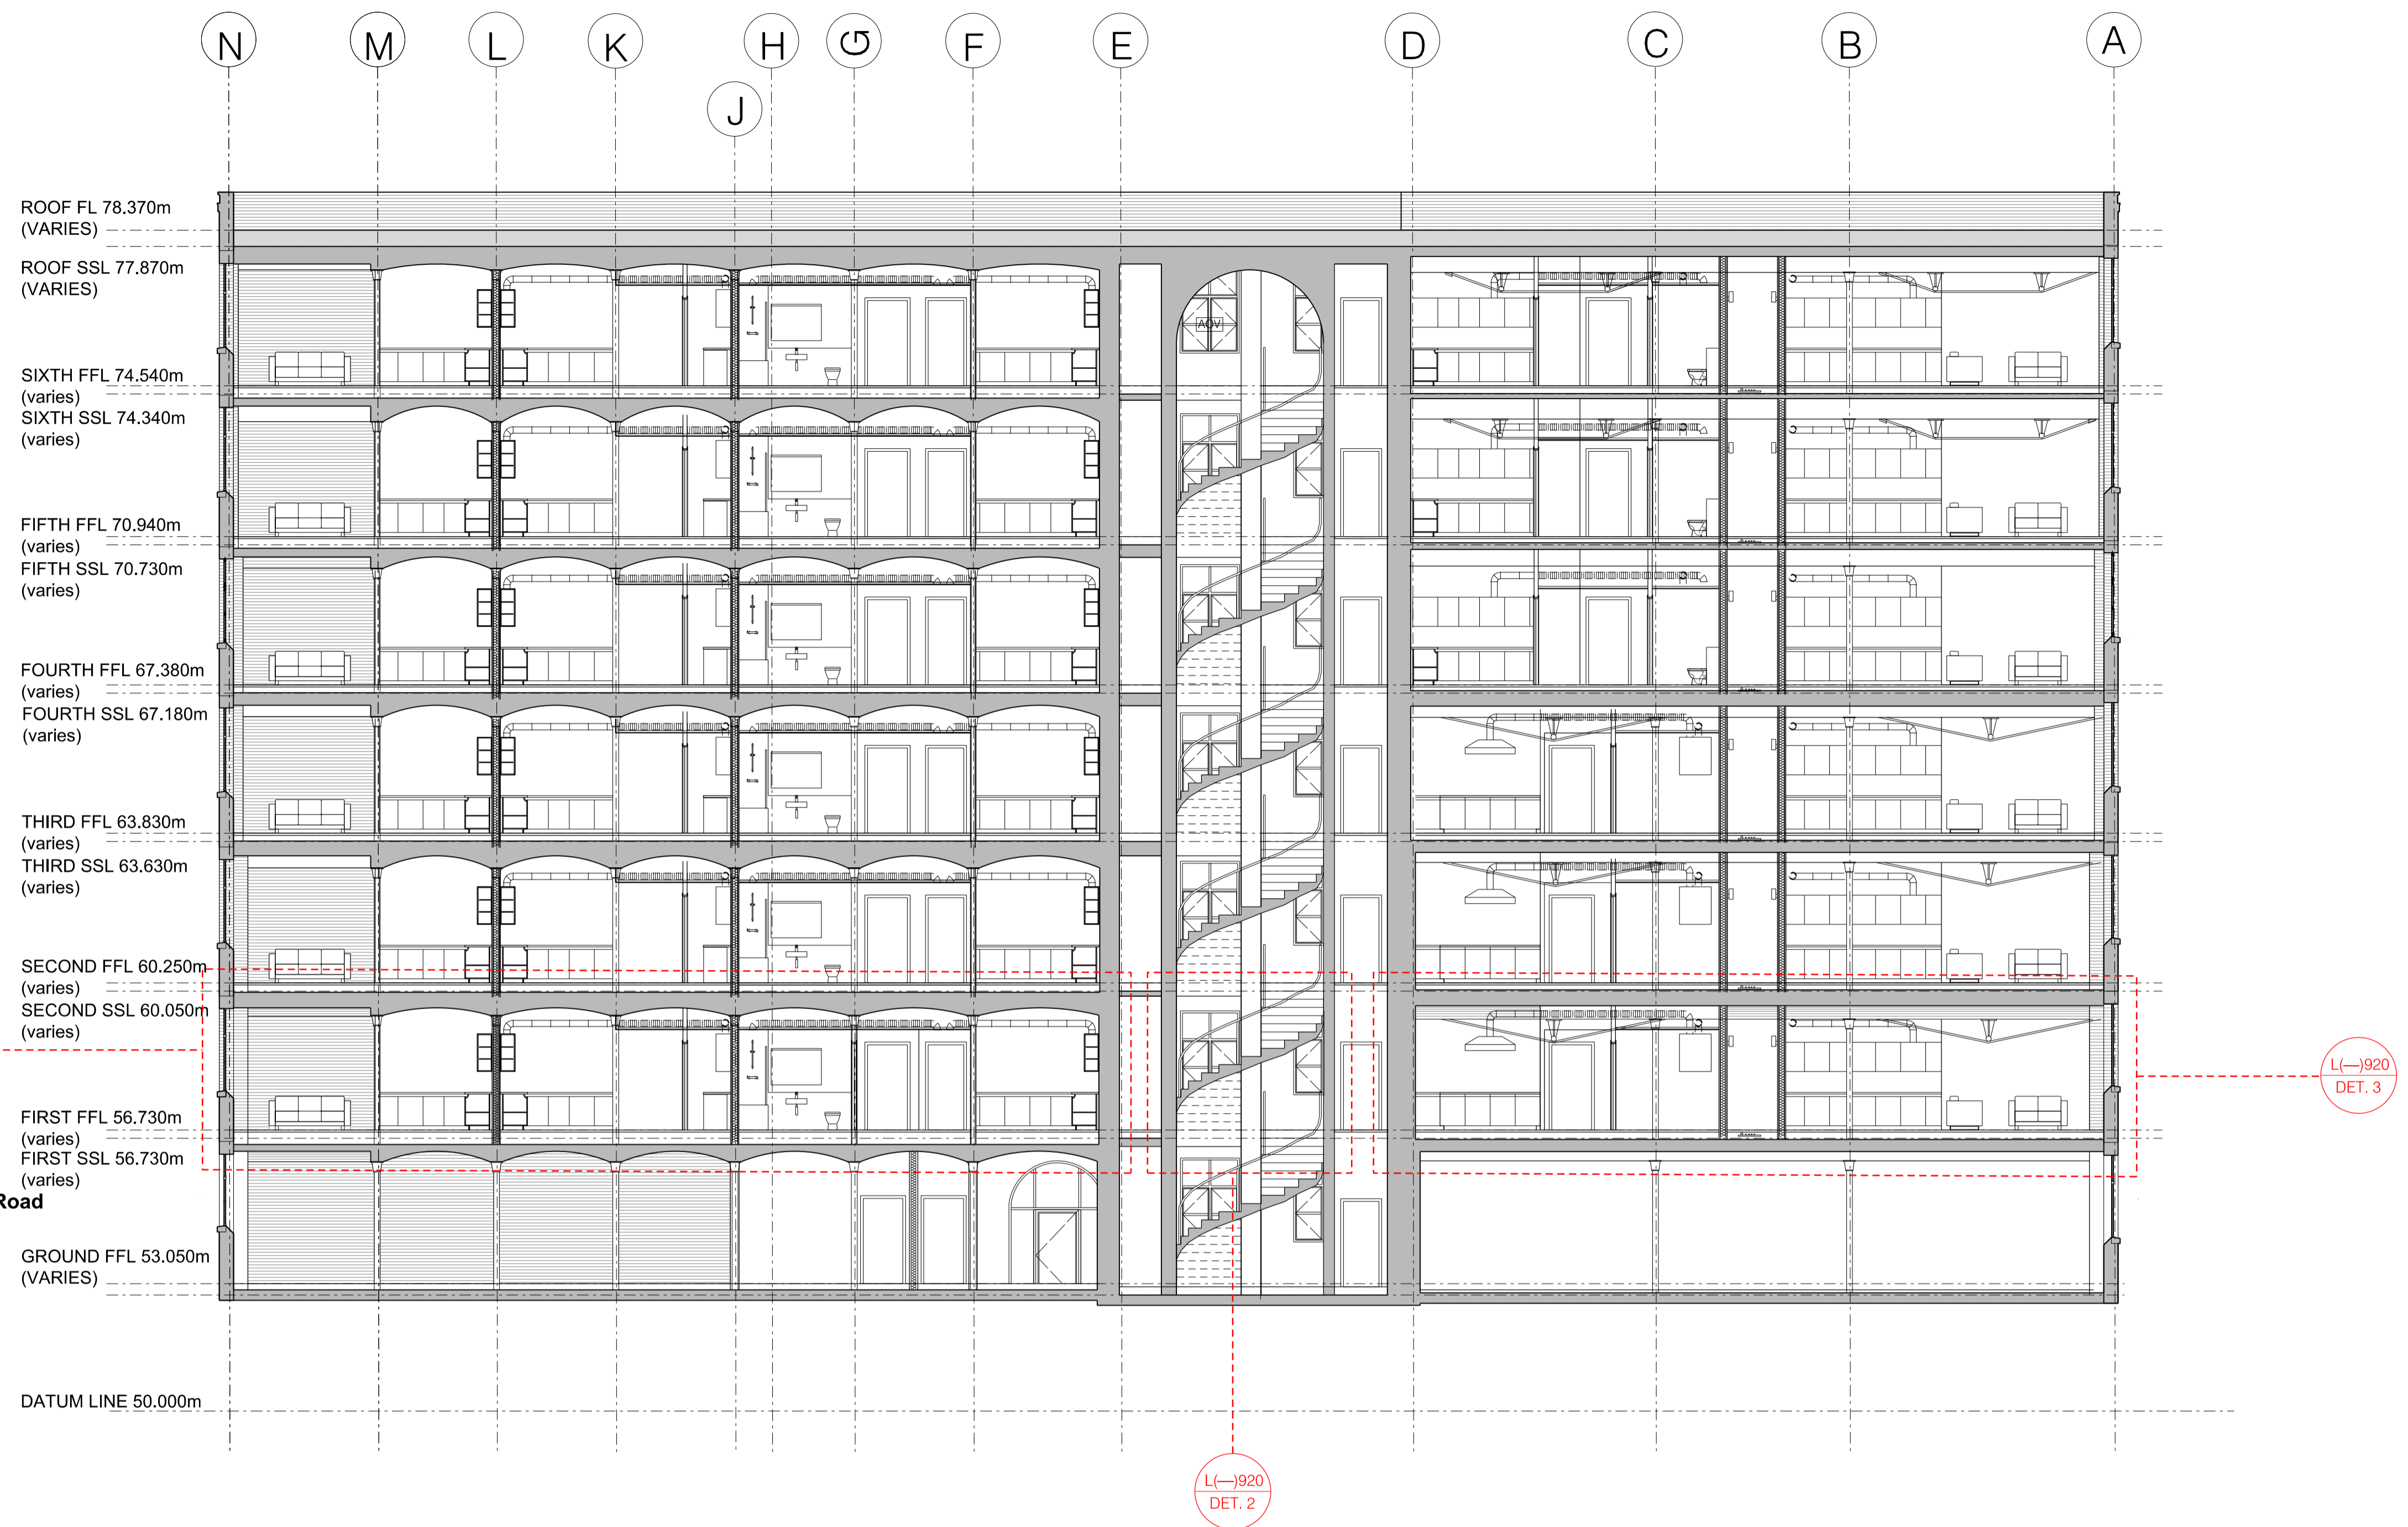 N M L K H G F E D C B A
J
ROOF FL 78.370m
(VARIES)
ROOF SSL 77.870m
(VARIES)
AOV
SIXTH FFL 74.540m
(varies)
SIXTH SSL 74.340m
(varies)
FIFTH FFL 70.940m
(varies)
FIFTH SSL 70.730m
(varies)
FOURTH FFL 67.380m
(varies)
FOURTH SSL 67.180m
(varies)
THIRD FFL 63.830m
(varies)
THIRD SSL 63.630m
(varies)
SECOND FFL 60.250m
(varies)
SECOND SSL 60.050m
(varies)
L(—)920
DET. 3
FIRST FFL 56.730m
(varies)
FIRST SSL 56.730m
(varies)
Road
GROUND FFL 53.050m
(VARIES)
DATUM LINE 50.000m
L(—)920
DET. 2